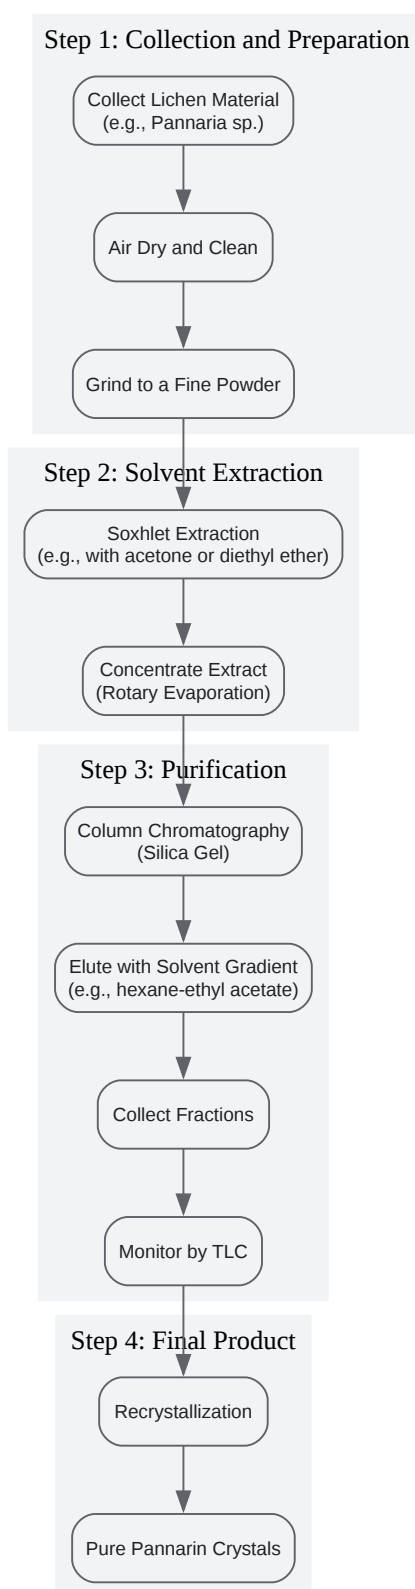 Step 1: Collection and Preparation
Collect Lichen Material
(e.g., Pannaria sp.)
Air Dry and Clean
Grind to a Fine Powder
Step 2: Solvent Extraction
Soxhlet Extraction
(e.g., with acetone or diethyl ether)
Concentrate Extract
(Rotary Evaporation)
Step 3: Purification
Column Chromatography
(Silica Gel)
Elute with Solvent Gradient
(e.g., hexane-ethyl acetate)
Collect Fractions
Monitor by TLC
Step 4: Final Product
Recrystallization
Pure Pannarin Crystals